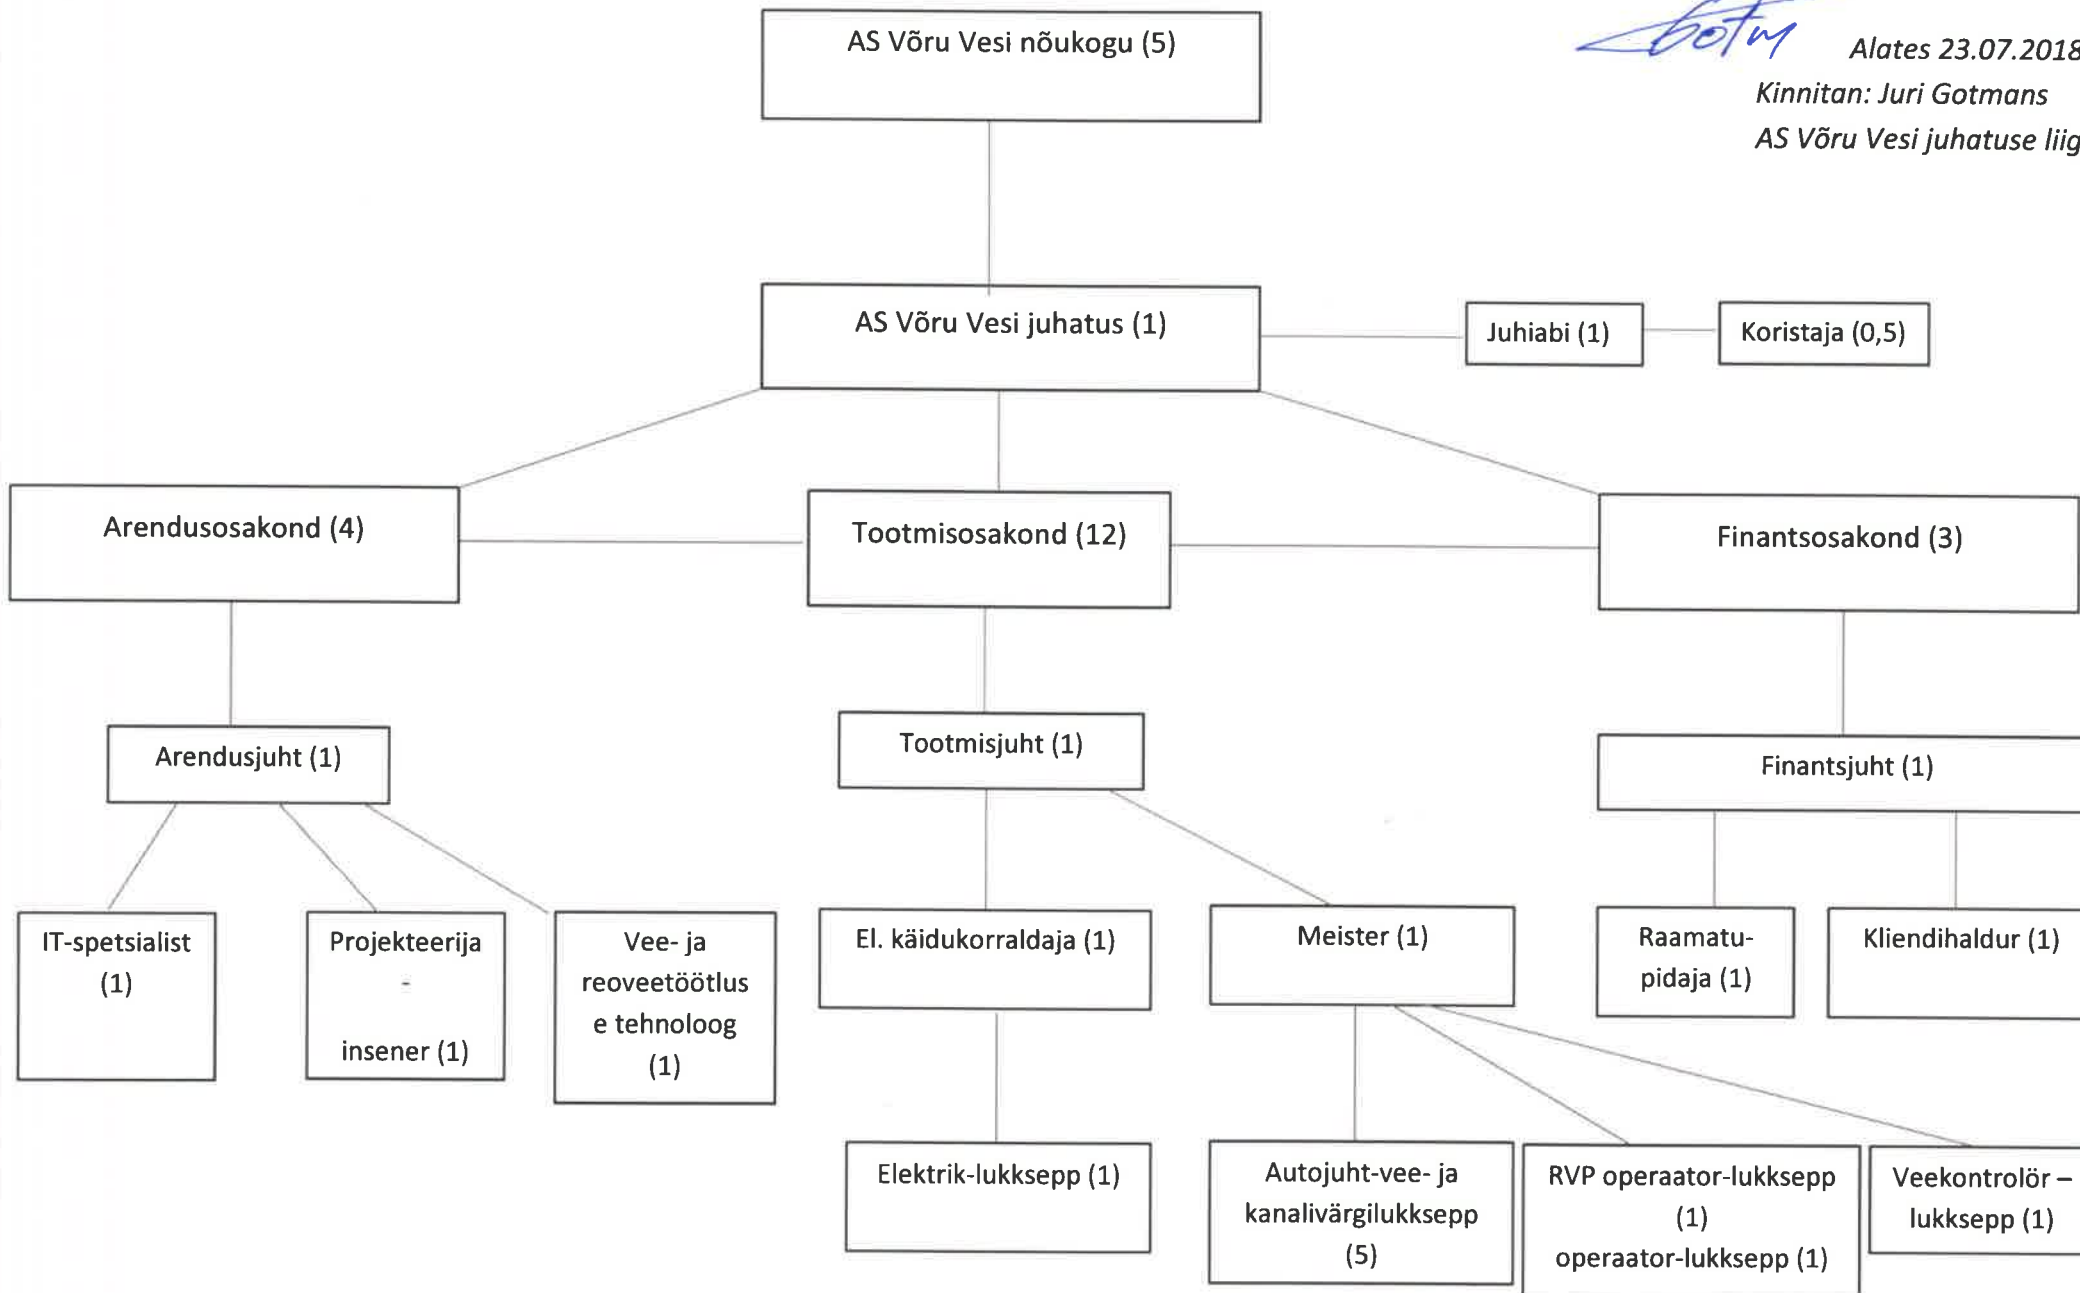 AS Võru Vesi nõukogu (5)
Alates 23.07.2018
Kinnitan: Juri Gotmans
AS Võru Vesi juhatuse liig
AS Võru Vesi juhatus (1)
Juhiabi (1)
Koristaja (0,5)
Arendusosakond (4)
Tootmisosakond (12)
Finantsosakond (3)
Arendusjuht (1)
Tootmisjuht (1)
Finantsjuht (1)
IT-spetsialist
(1)
Projekteerija
-
insener (1)
Vee- ja
reoveetöötlus
e tehnoloog
(1)
El. käidukorraldaja (1)
Meister (1)
Raamatu-
pidaja (1)
Kliendihaldur (1)
Elektrik-lukksepp (1)
Autojuht-vee- ja
kanalivärgilukksepp
(5)
RVP operaator-lukksepp
(1)
operaator-lukksepp (1)
Veekontrolör –
lukksepp (1)